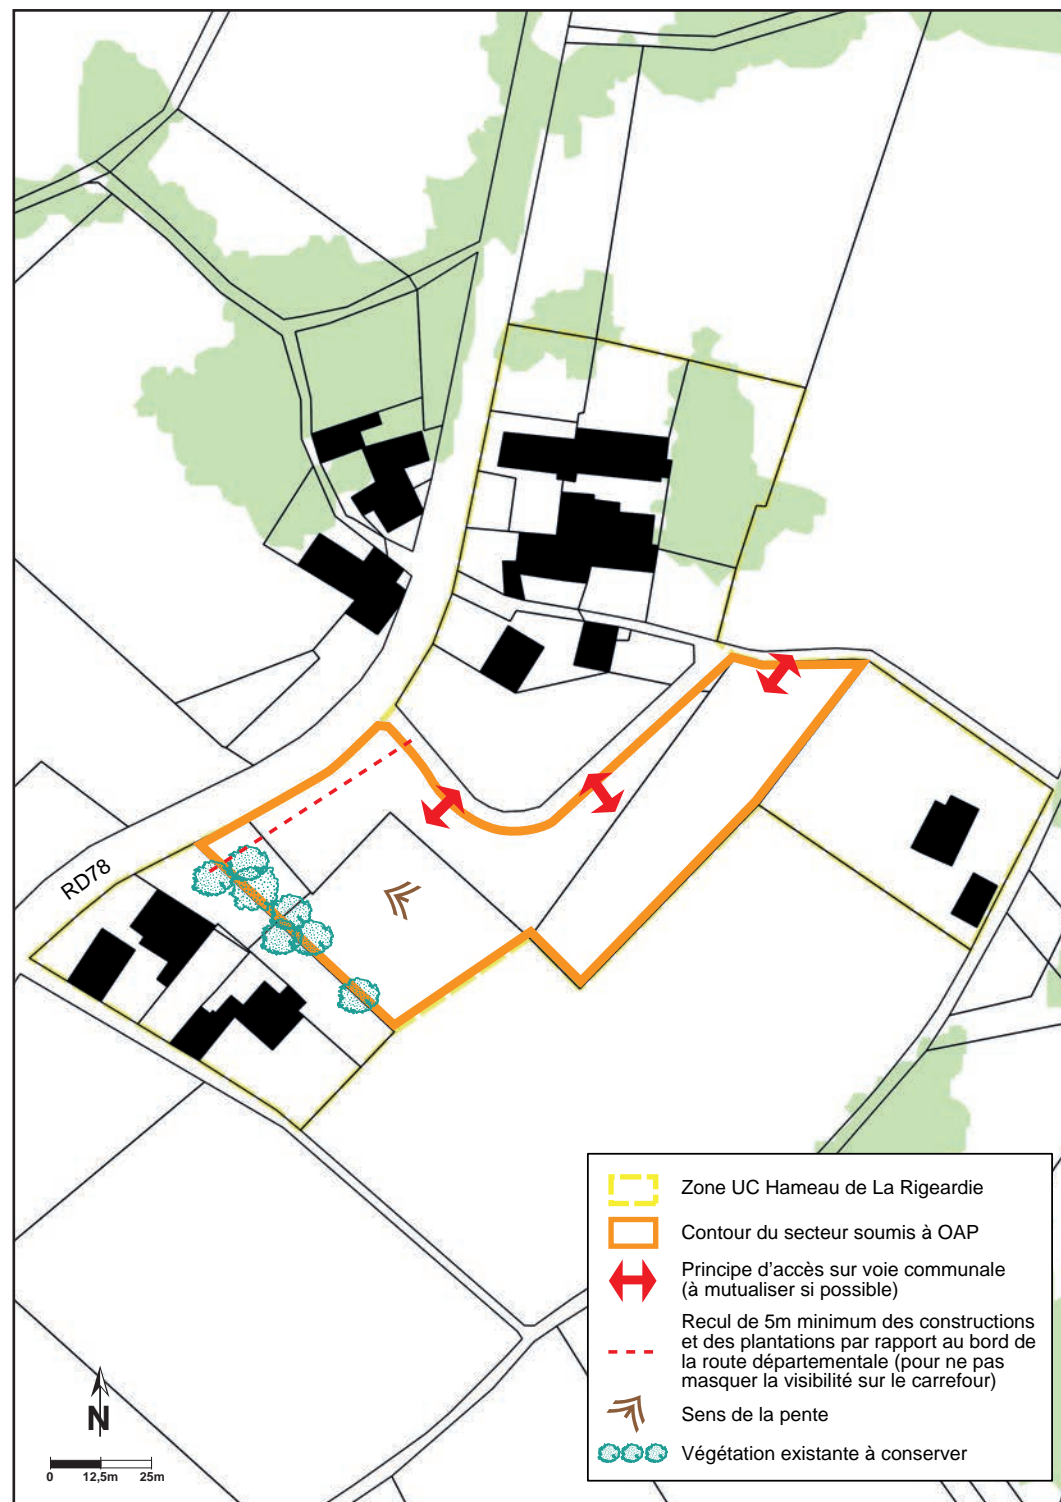 RD78
Zone UC Hameau de La Rigeardie
Contour du secteur soumis à OAP
Principe d'accès sur voie communale
(à mutualiser si possible)
Recul de 5m minimum des constructions
et des plantations par rapport au bord de
la route départementale (pour ne pas
masquer la visibilité sur le carrefour)
Sens de la pente
Végétation existante à conserver
N
0 12,5m 25m